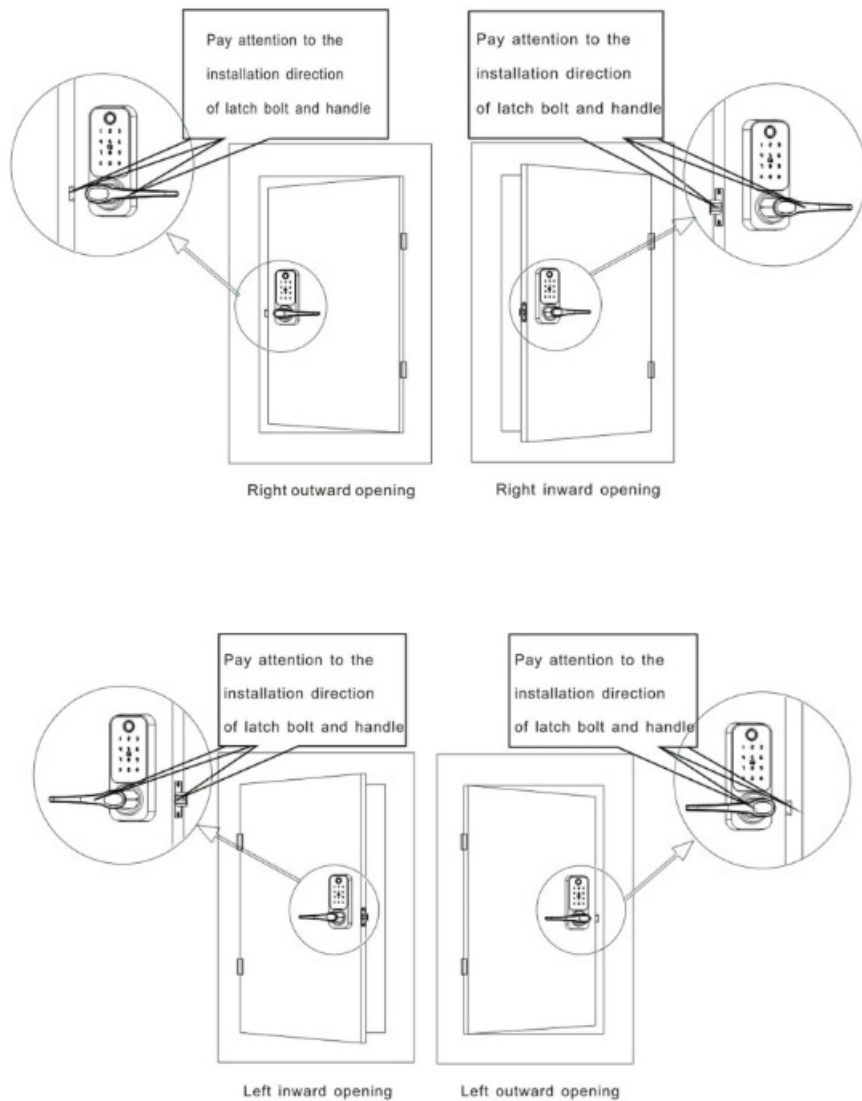 Pay attention to the
installation direction
of latch bolt and handle
Pay attention to the
installation direction
of latch bolt and handle
Right outward opening
Right inward opening
Pay attention to the
installation direction
of latch bolt and handle
Pay attention to the
installation direction
of latch bolt and handle
Left inward opening
Left outward opening